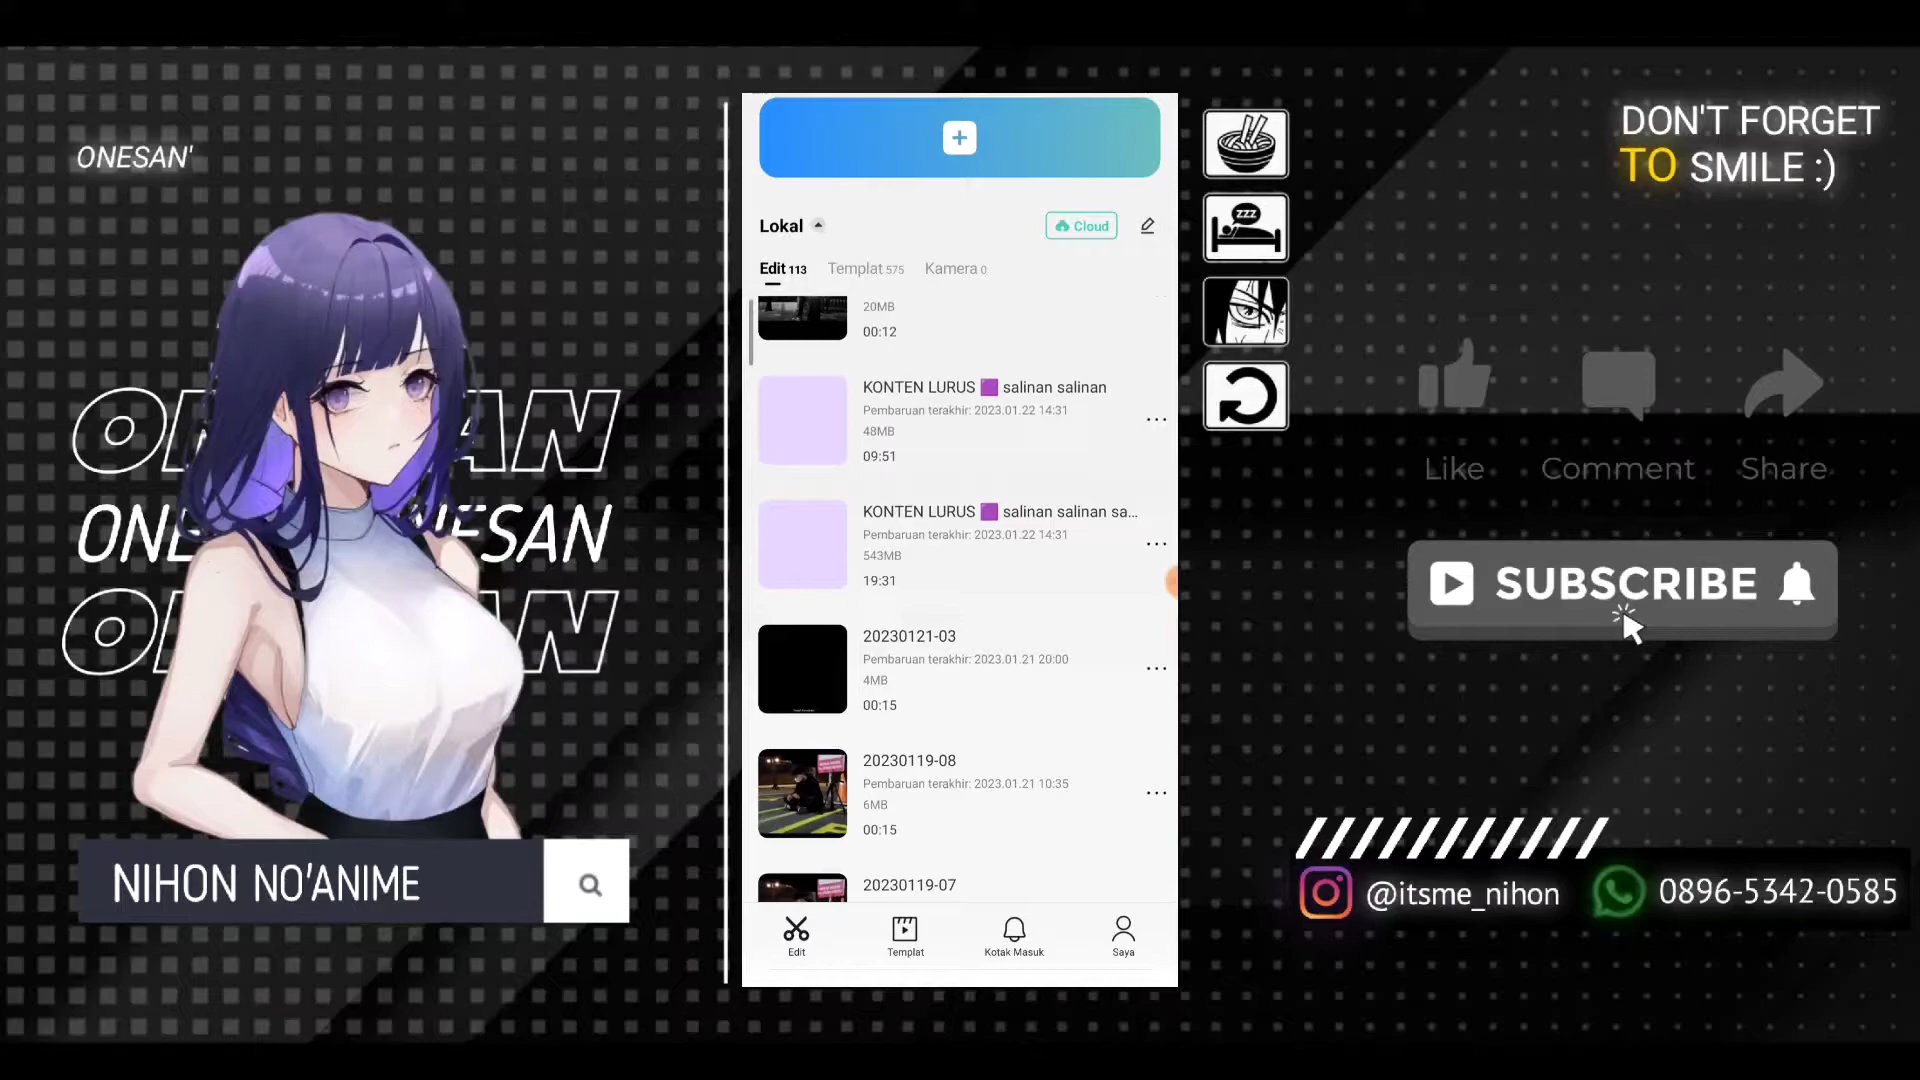 ONESAN'
ONESAN
NIHON NO'ANIME
Lokal
Cloud
Edit 113
Templat 575
Kamera 0
20MB
00:12
KONTEN LURUS 🟪 salinan salinan
Pembaruan terakhir: 2023.01.22 14:31
48MB
09:51
KONTEN LURUS 🟪 salinan salinan sa...
Pembaruan terakhir: 2023.01.22 14:31
543MB
19:31
20230121-03
Pembaruan terakhir: 2023.01.21 20:00
4MB
00:15
20230119-08
Pembaruan terakhir: 2023.01.21 10:35
6MB
00:15
20230119-07
Edit
Templat
Kotak Masuk
Saya
ZZZ
DON'T FORGET
TO SMILE :)
Like
Comment
Share
SUBSCRIBE
@itsme_nihon
0896-5342-0585